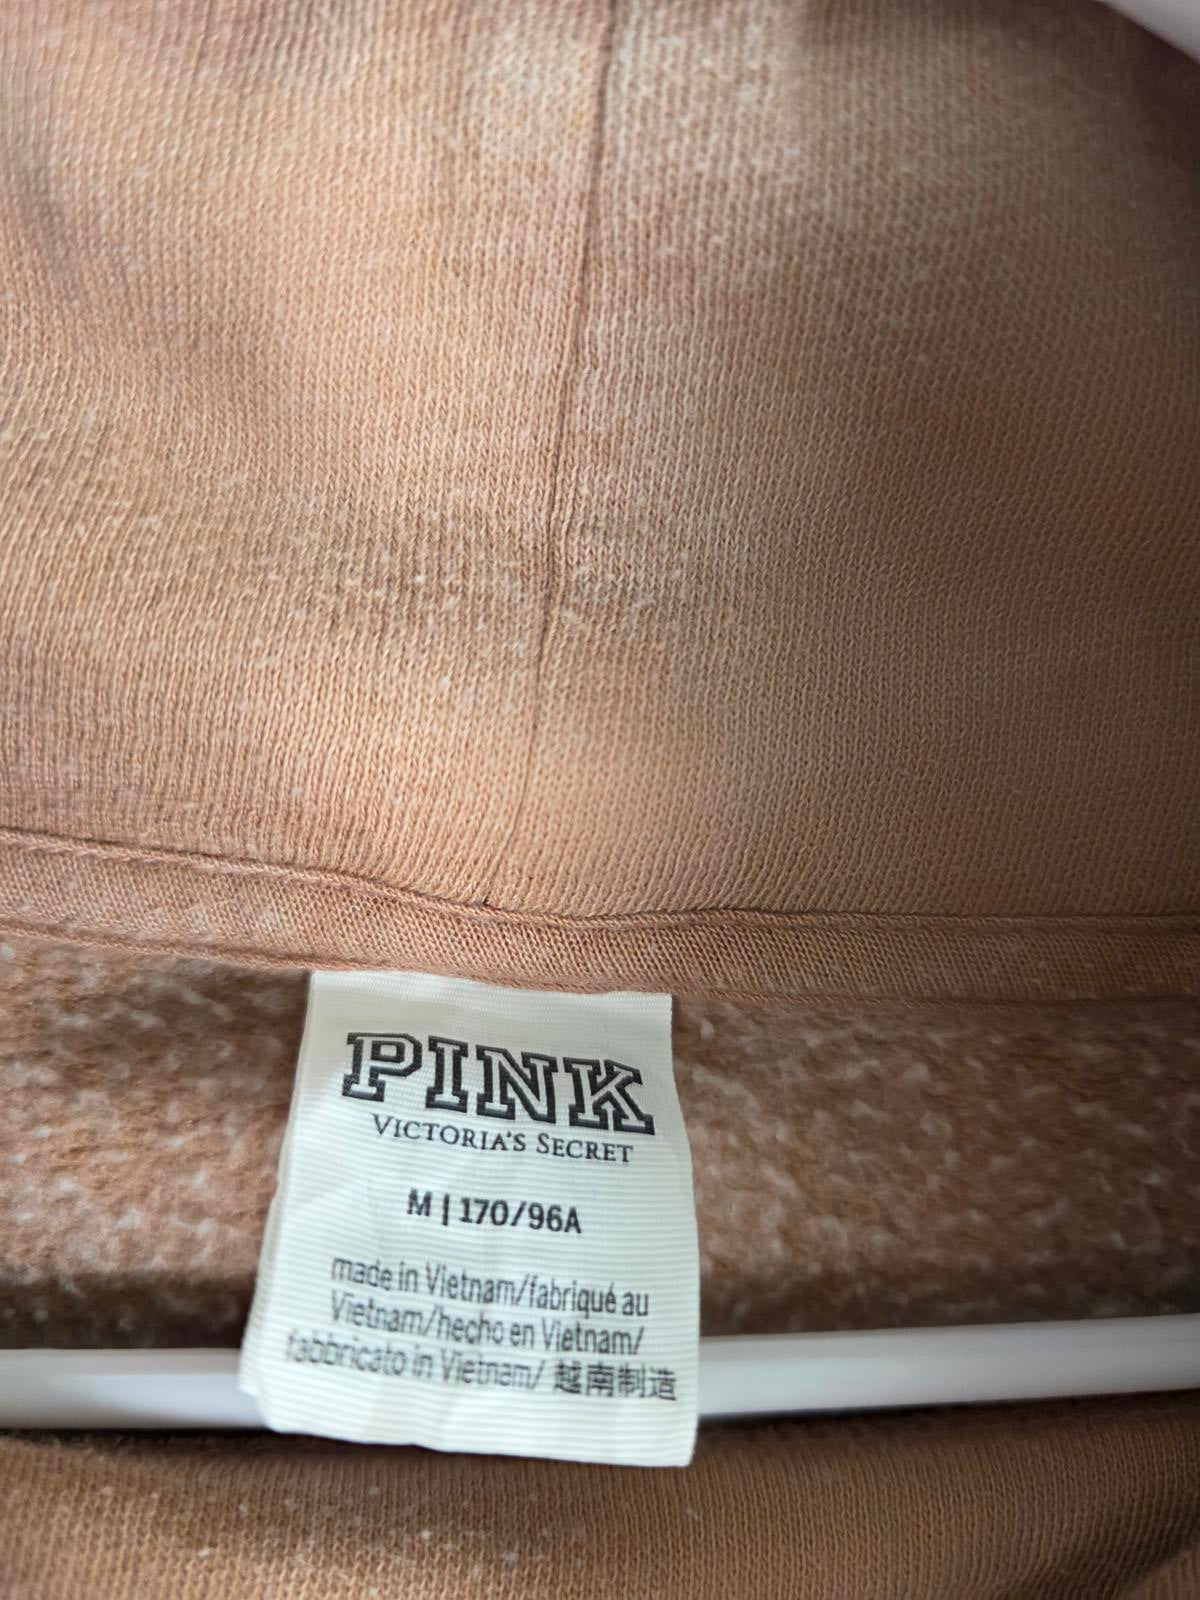 PINK
VICTORIA'S SECRET
M | 170/96A
made in Vietnam/fabriqué au
Vietnam/hecho en Vietnam/
fabbricato in Vietnam/ 越南制造